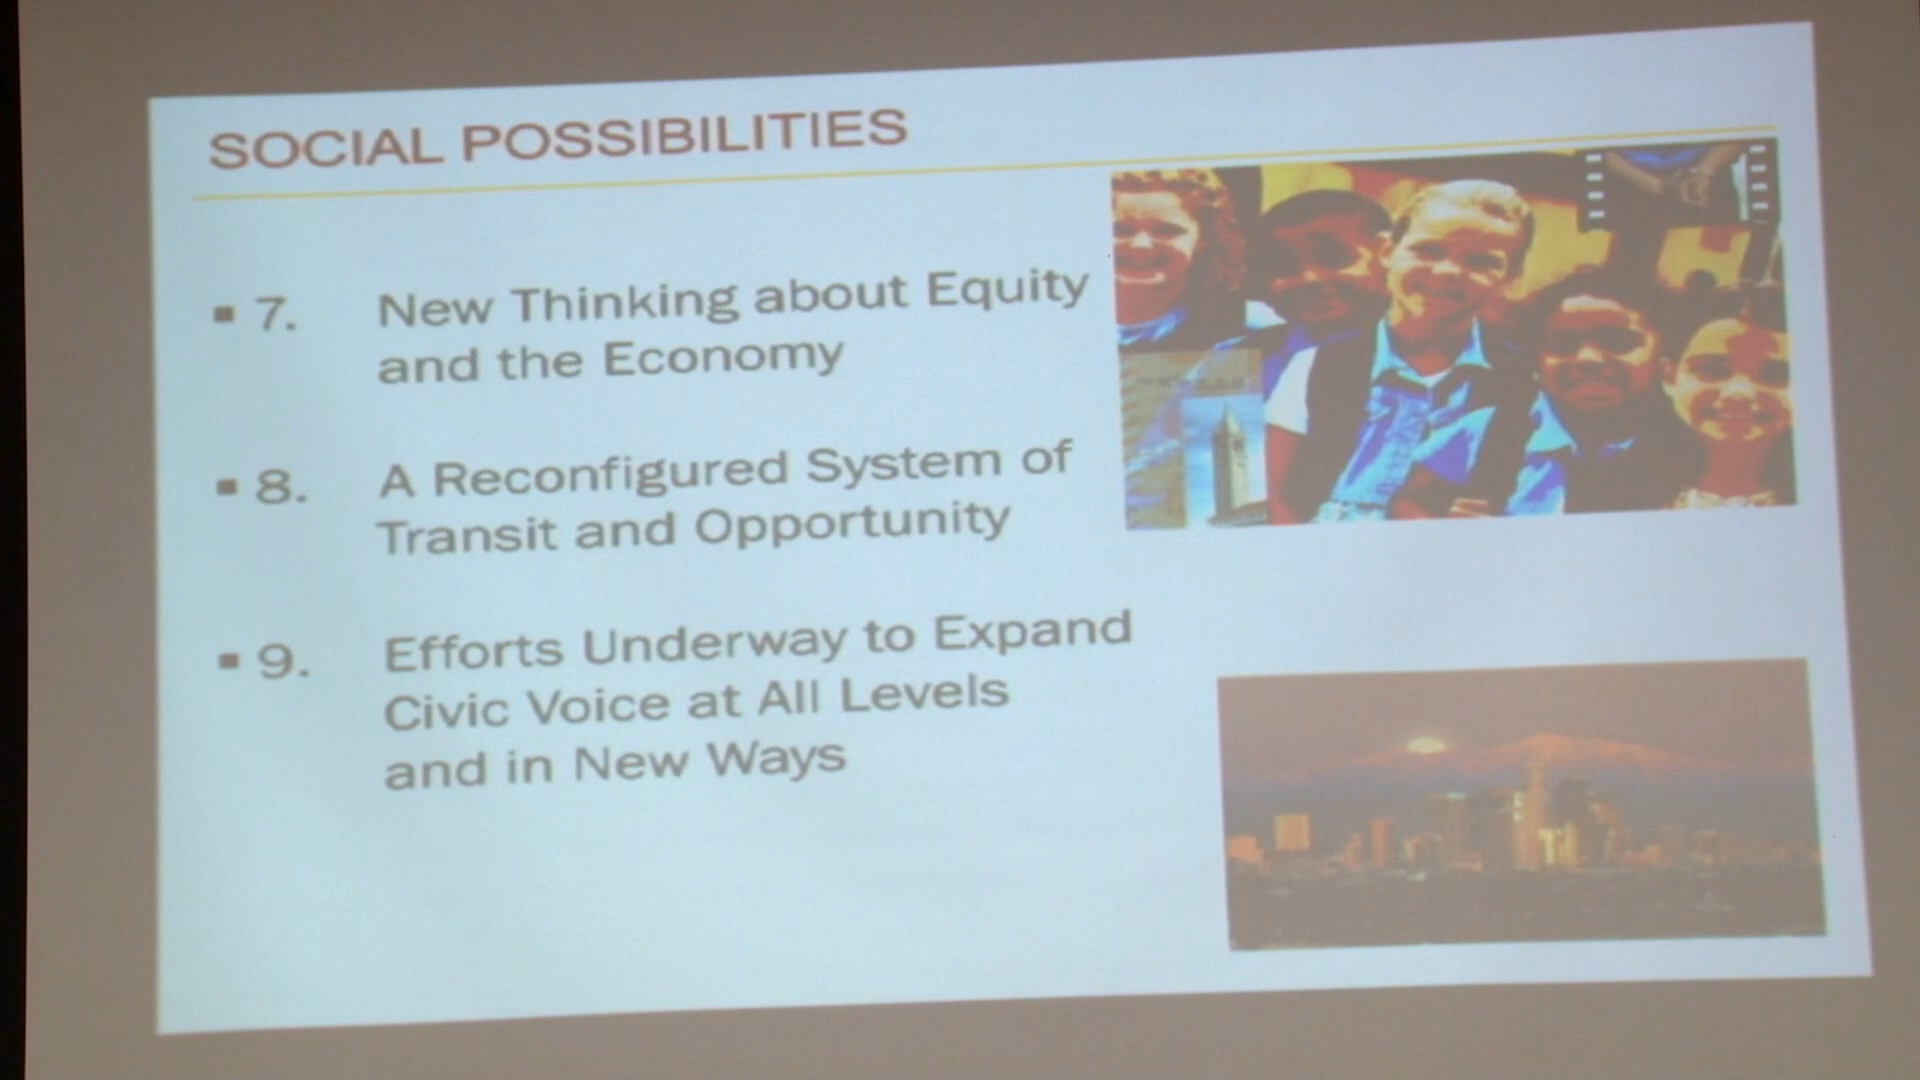 SOCIAL POSSIBILITIES
▪ 7. New Thinking about Equity
and the Economy
▪ 8. A Reconfigured System of
Transit and Opportunity
▪ 9. Efforts Underway to Expand
Civic Voice at All Levels
and in New Ways